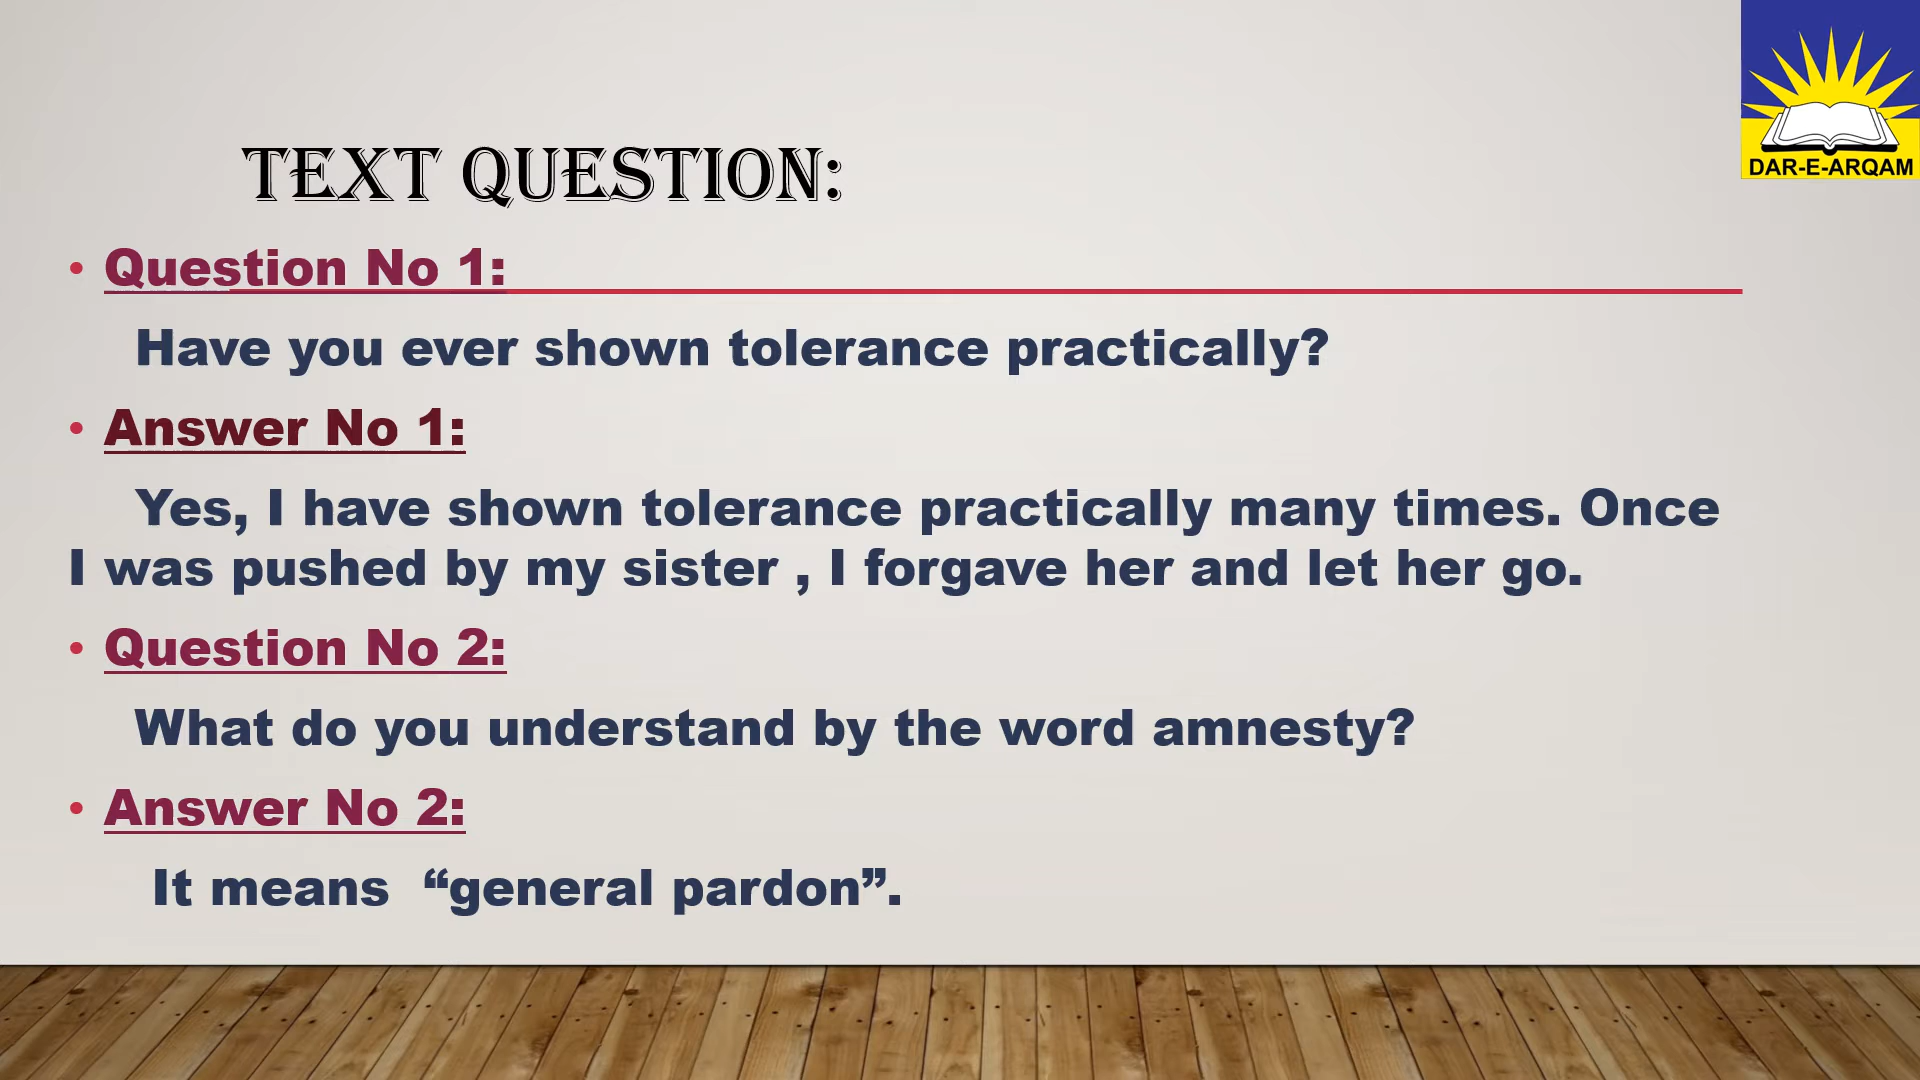 TEXT QUESTION:
DAR-E-ARQAM
• Question No 1:
Have you ever shown tolerance practically?
• Answer No 1:
Yes, I have shown tolerance practically many times. Once
I was pushed by my sister , I forgave her and let her go.
• Question No 2:
What do you understand by the word amnesty?
• Answer No 2:
It means “general pardon”.